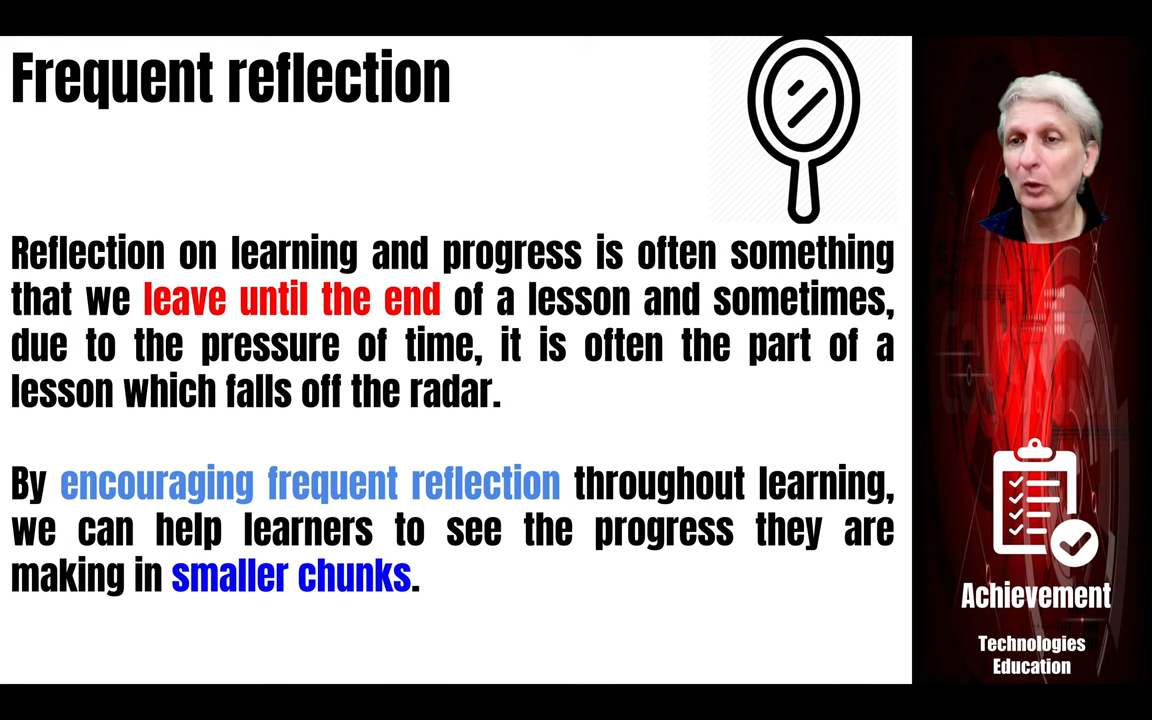 Frequent reflection
Reflection on learning and progress is often something
that we leave until the end of a lesson and sometimes,
due to the pressure of time, it is often the part of a
lesson which falls off the radar.
By encouraging frequent reflection throughout learning,
we can help learners to see the progress they are
making in smaller chunks.
Achievement
Technologies
Education